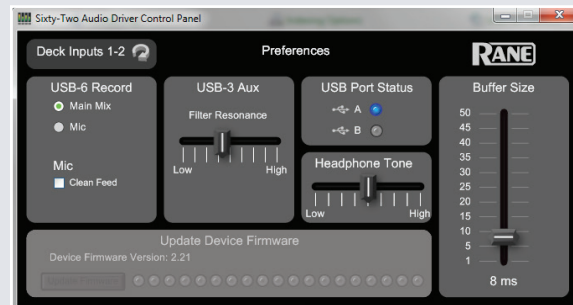 Sixty-Two Audio Driver Control Panel
Deck Inputs 1-2
Preferences
RANE
USB-6 Record
Main Mix
Mic
Mic
Clean Feed
USB-3 Aux
Filter Resonance
Low High
USB Port Status
A
B
Headphone Tone
Low High
Buffer Size
50
45
40
35
30
25
20
15
10
5
1
8 ms
Update Device Firmware
Device Firmware Version: 2.21